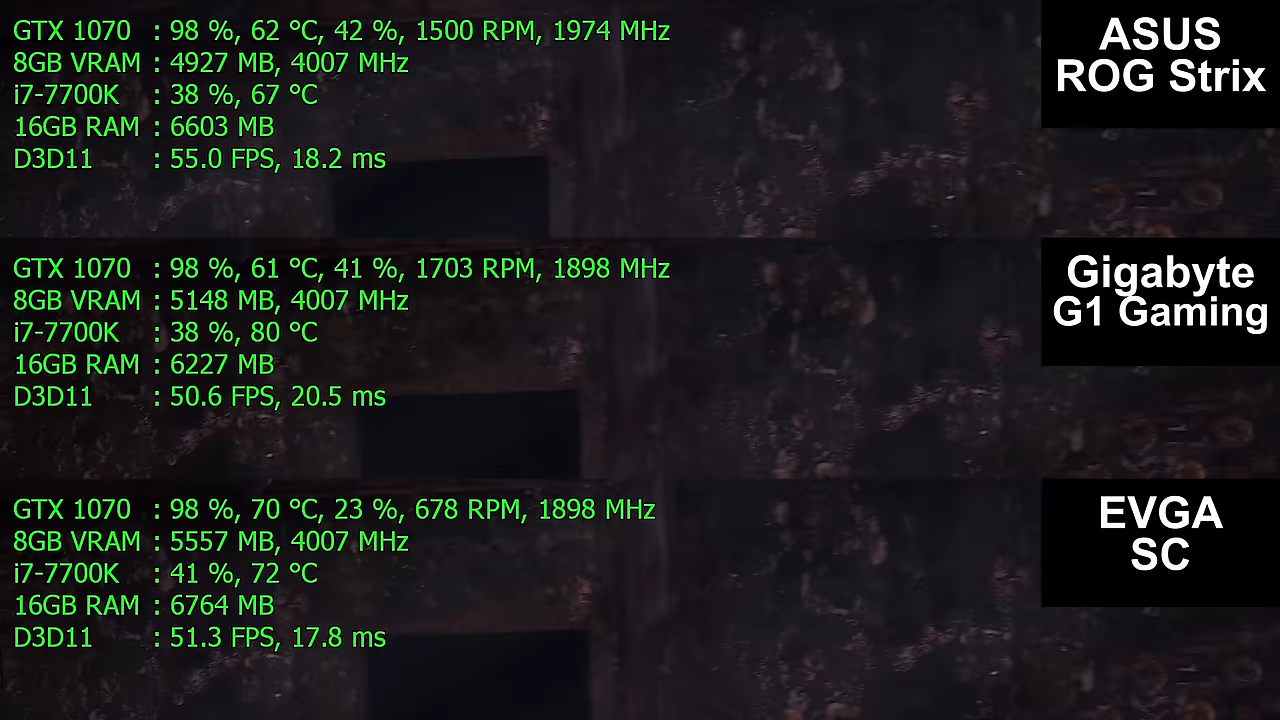 GTX 1070 : 98 %, 62 °C, 42 %, 1500 RPM, 1974 MHz
8GB VRAM : 4927 MB, 4007 MHz
i7-7700K : 38 %, 67 °C
16GB RAM : 6603 MB
D3D11 : 55.0 FPS, 18.2 ms
ASUS
ROG Strix
GTX 1070 : 98 %, 61 °C, 41 %, 1703 RPM, 1898 MHz
8GB VRAM : 5148 MB, 4007 MHz
i7-7700K : 38 %, 80 °C
16GB RAM : 6227 MB
D3D11 : 50.6 FPS, 20.5 ms
Gigabyte
G1 Gaming
GTX 1070 : 98 %, 70 °C, 23 %, 678 RPM, 1898 MHz
8GB VRAM : 5557 MB, 4007 MHz
i7-7700K : 41 %, 72 °C
16GB RAM : 6764 MB
D3D11 : 51.3 FPS, 17.8 ms
EVGA
SC